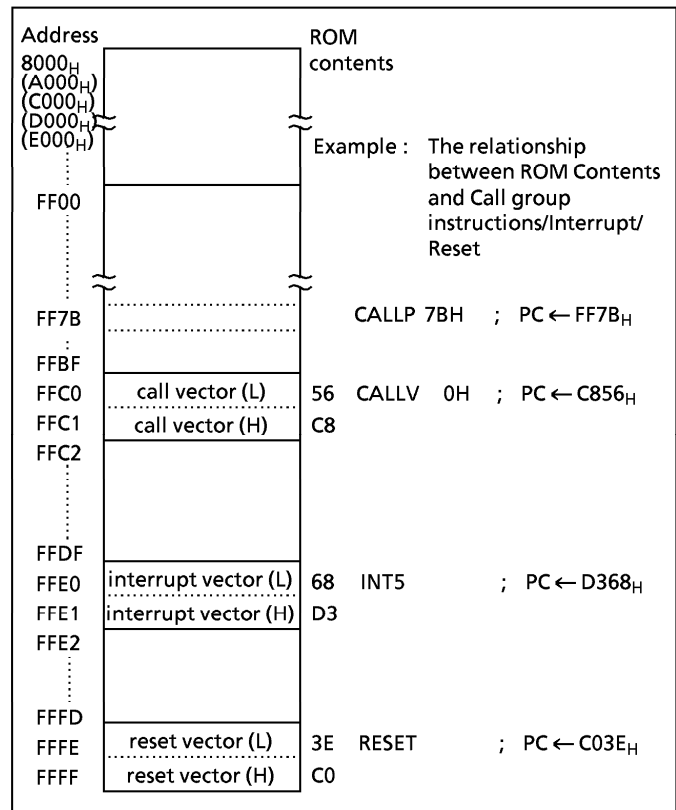 Address ROM
8000H contents
(A000H)
(C000H)
(D000H)
(E000H)
Example : The relationship
between ROM Contents
and Call group
instructions/Interrupt/
Reset
FF00
FF7B CALLP 7BH ; PC ← FF7BH
FFBF
FFC0 call vector (L) 56 CALLV 0H ; PC ← C856H
FFC1 call vector (H) C8
FFC2
FFDF
FFE0 interrupt vector (L) 68 INT5 ; PC ← D368H
FFE1 interrupt vector (H) D3
FFE2
FFFD
FFFE reset vector (L) 3E RESET ; PC ← C03EH
FFFF reset vector (H) C0